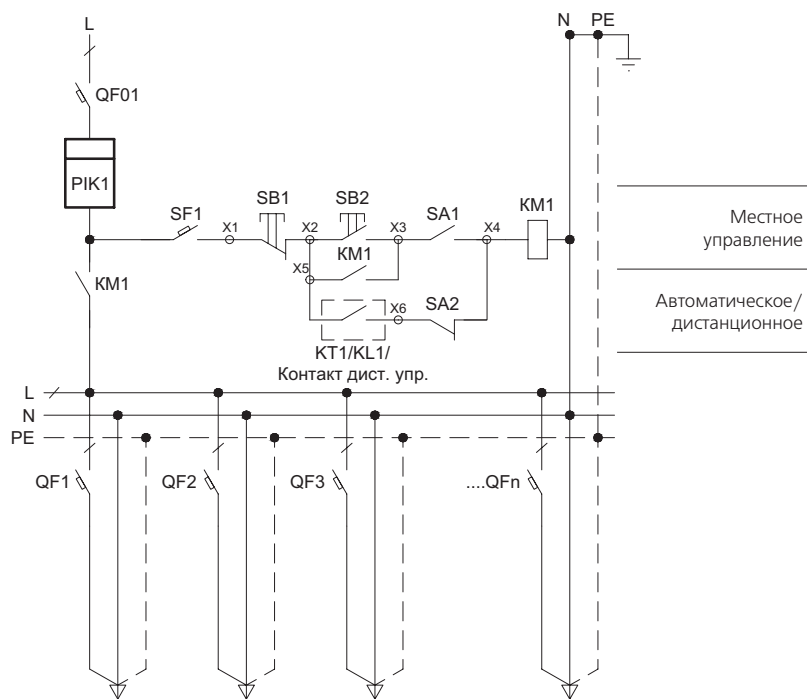 L
N PE
QF01
PIK1
SF1 X1 SB1 X2 SB2 X3 SA1 X4 KM1
Местное
управление
KM1
X5
KM1
X6 SA2
Автоматическое/
дистанционное
KT1/KL1/
Контакт дист. упр.
L
N
PE
QF1 QF2 QF3 ....QFn